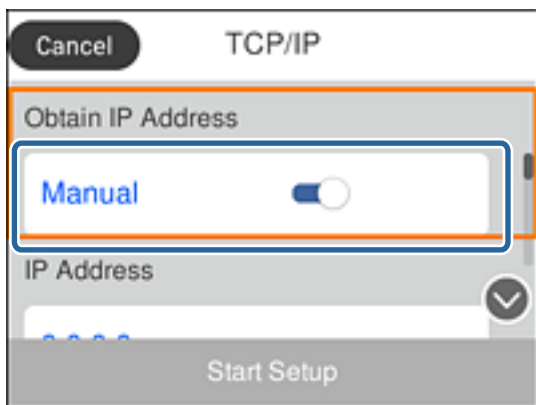 Cancel
TCP/IP
Obtain IP Address
Manual
IP Address
Start Setup